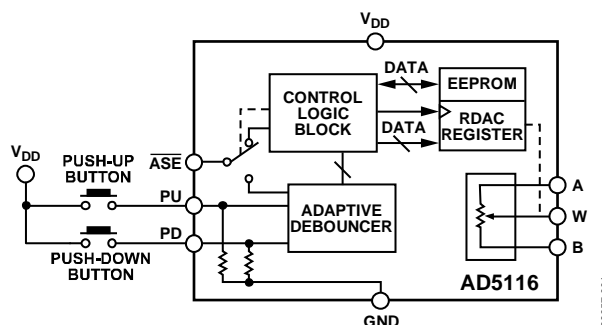 VDD
DATA
EEPROM
CONTROL
LOGIC
BLOCK
RDAC
REGISTER
DATA
VDD
PUSH-UP
BUTTON
ASE
PU
ADAPTIVE
DEBOUNCER
PD
PUSH-DOWN
BUTTON
A
W
B
AD5116
GND